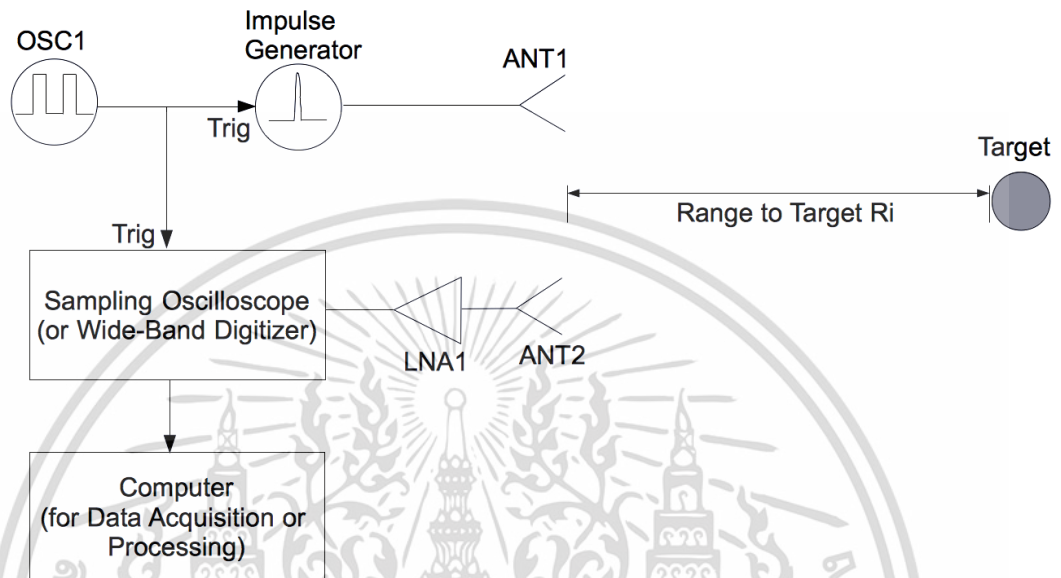 OSC1
Impulse
Generator
ANT1
Trig
Target
Range to Target Ri
Trig
Sampling Oscilloscope
(or Wide-Band Digitizer)
LNA1
ANT2
Computer
(for Data Acquisition or
Processing)